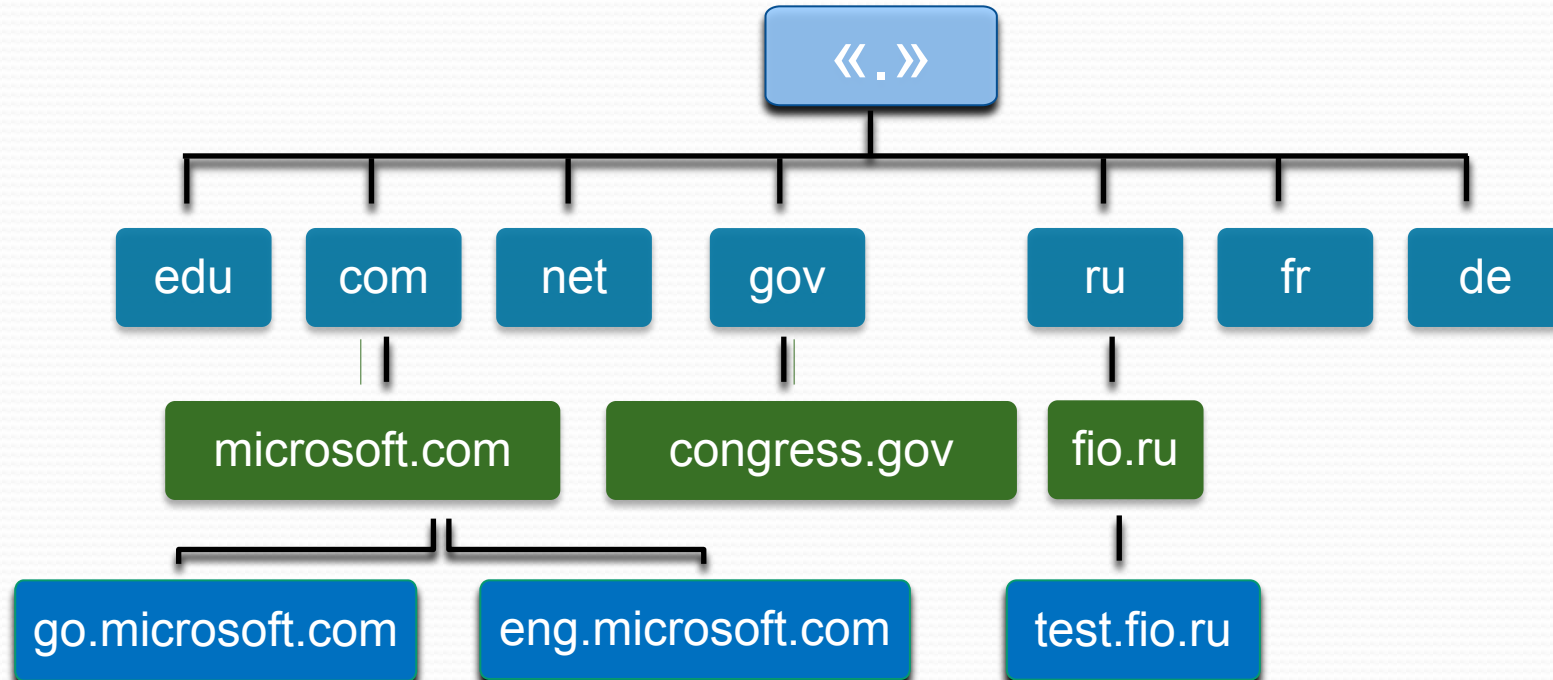 «.»
edu com net gov ru fr de
microsoft.com congress.gov fio.ru
go.microsoft.com eng.microsoft.com test.fio.ru